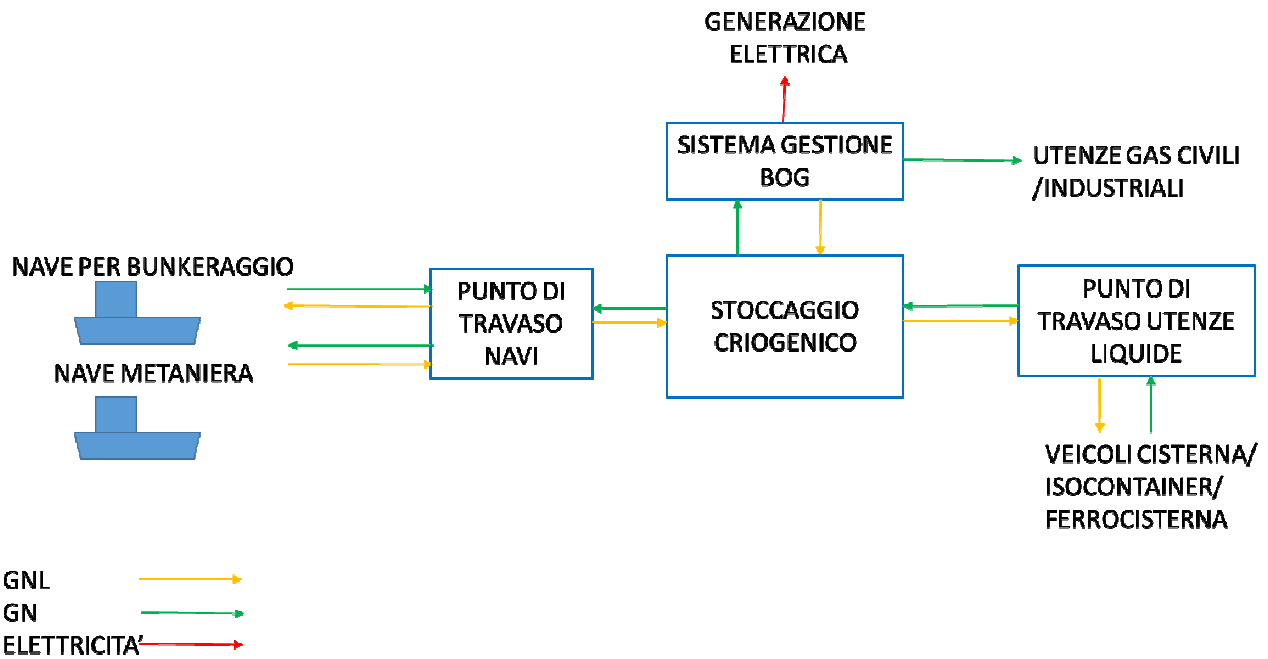 GENERAZIONE
ELETTRICA
SISTEMA GESTIONE
BOG
UTENZE GAS CIVILI
/INDUSTRIALI
NAVE PER BUNKERAGGIO
NAVE METANIERA
PUNTO DI
TRAVASO
NAVI
STOCCAGGIO
CRIOGENICO
PUNTO DI
TRAVASO UTENZE
LIQUIDE
VEICOLI CISTERNA/
ISOCONTAINER/
FERROCISTERNA
GNL
GN
ELETTRICITA’